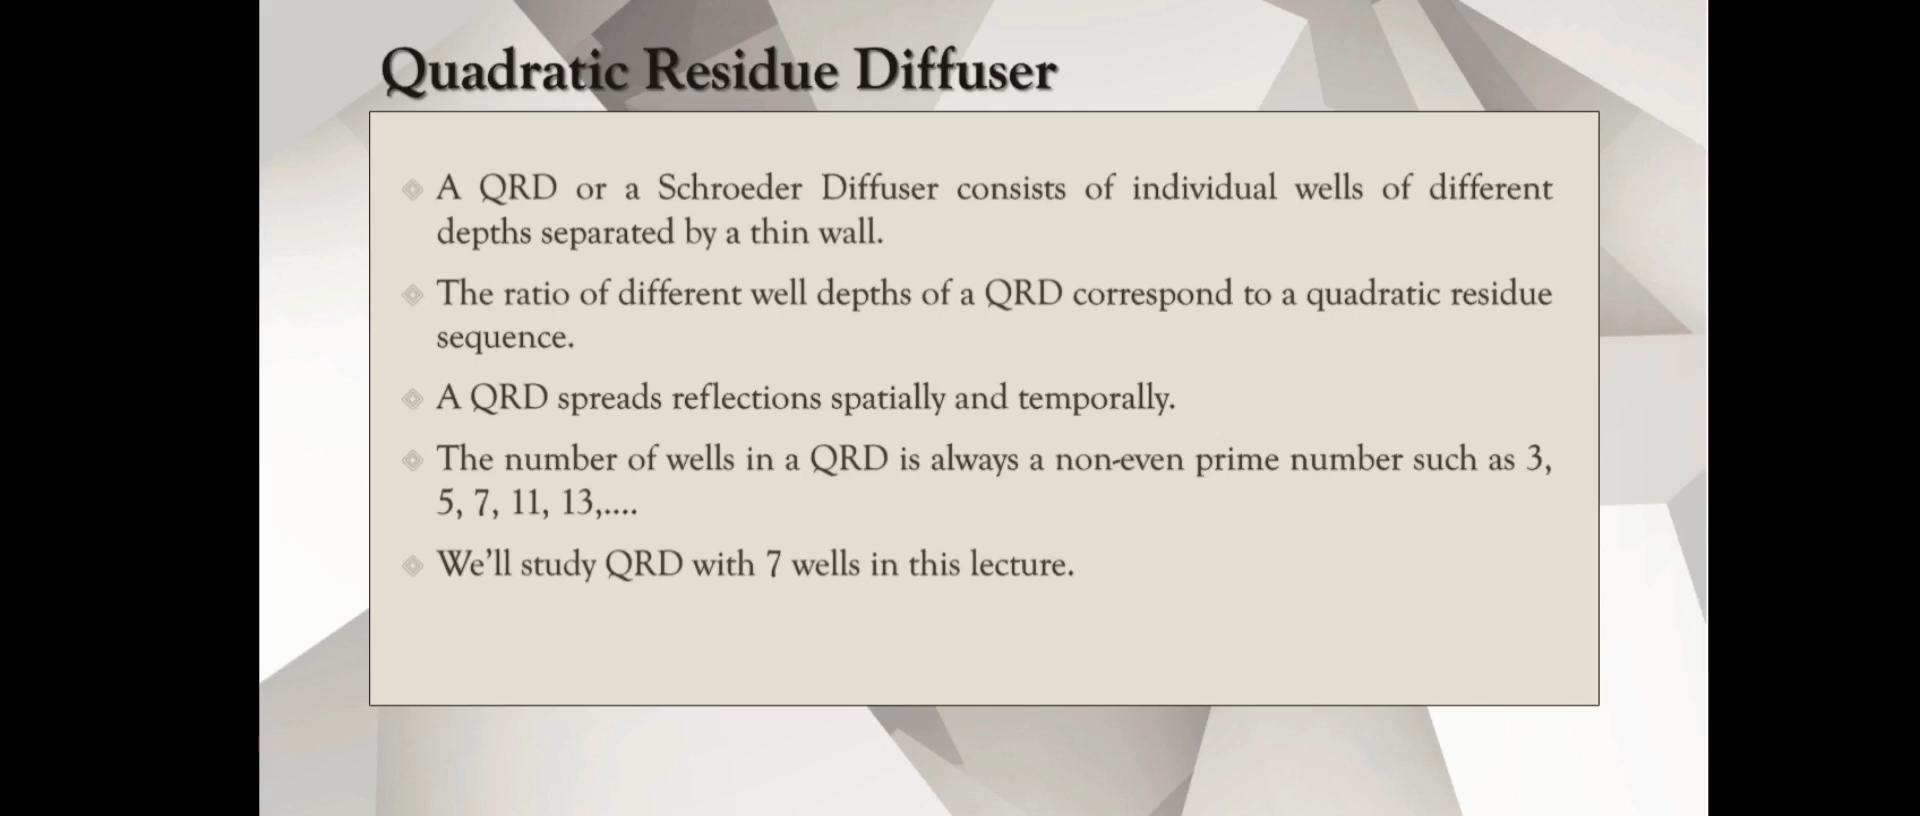 Quadratic Residue Diffuser
A QRD or a Schroeder Diffuser consists of individual wells of different
depths separated by a thin wall.
The ratio of different well depths of a QRD correspond to a quadratic residue
sequence.
A QRD spreads reflections spatially and temporally.
The number of wells in a QRD is always a non-even prime number such as 3,
5, 7, 11, 13,....
We'll study QRD with 7 wells in this lecture.